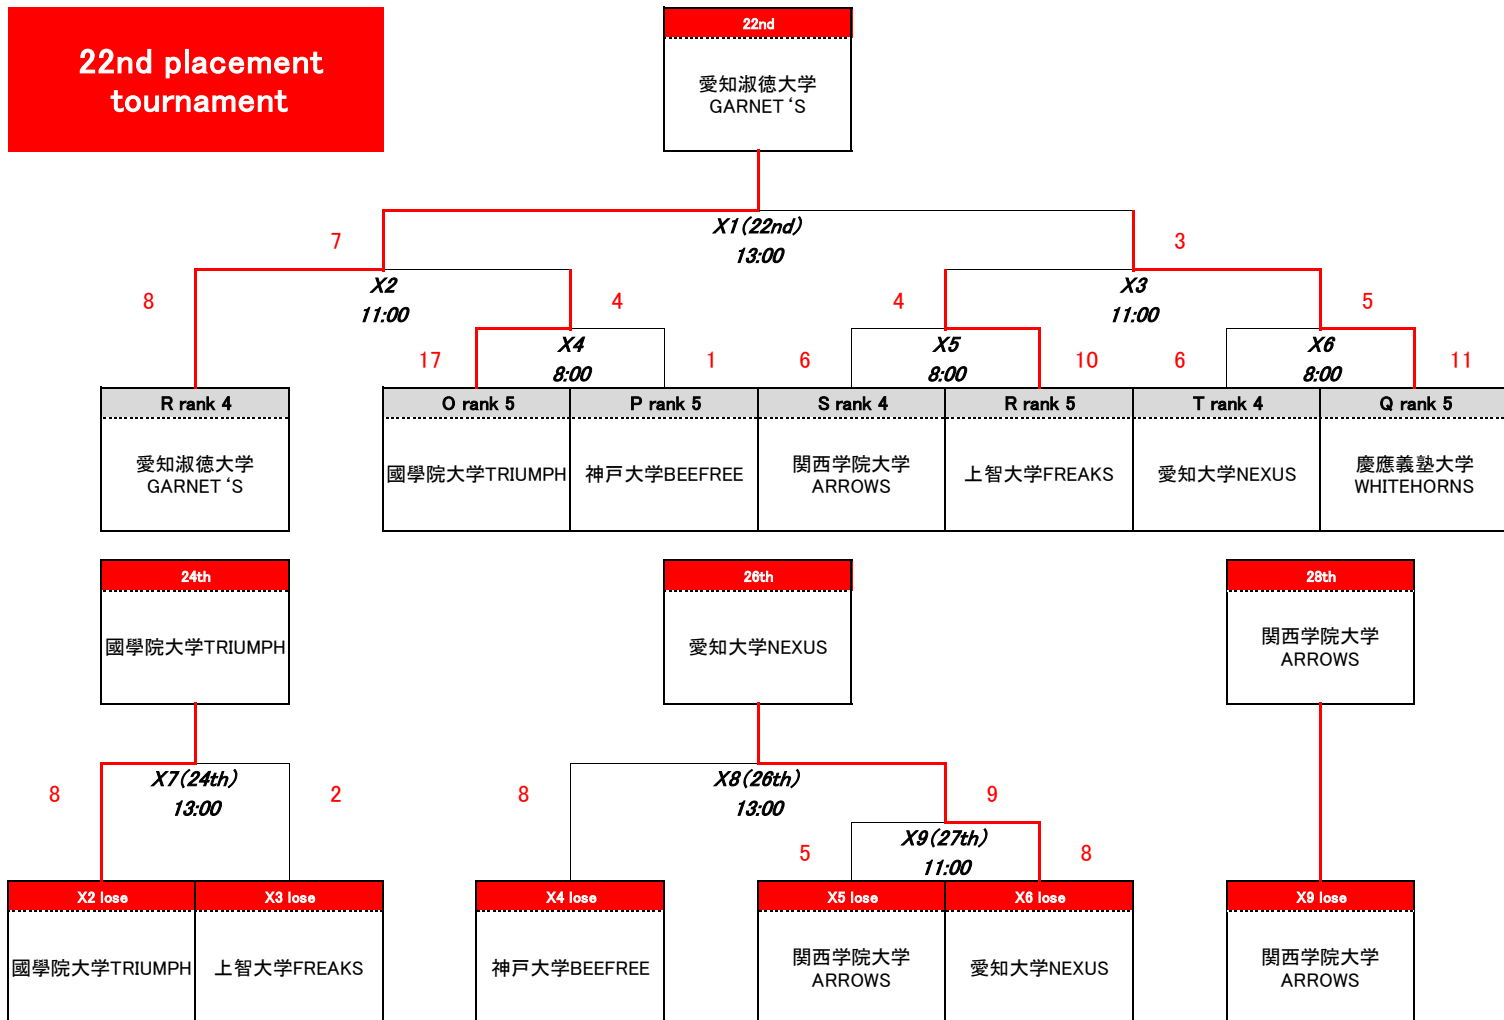 22nd placement
tournament
22nd
愛知淑徳大学
GARNET‘S
X1(22nd)
13:00
7
3
X2
11:00
X3
11:00
8
4
4
5
X4
8:00
X5
8:00
X6
8:00
17
1
6
10
6
11
R rank 4
O rank 5
P rank 5
S rank 4
R rank 5
T rank 4
Q rank 5
愛知淑徳大学
GARNET‘S
國學院大学TRIUMPH
神戸大学BEEFREE
関西学院大学
ARROWS
上智大学FREAKS
愛知大学NEXUS
慶應義塾大学
WHITEHORNS
24th
國學院大学TRIUMPH
26th
愛知大学NEXUS
28th
関西学院大学
ARROWS
X7(24th)
13:00
8
2
X8(26th)
13:00
8
9
X9(27th)
11:00
5
8
X2 lose
X3 lose
X4 lose
X5 lose
X6 lose
X9 lose
國學院大学TRIUMPH
上智大学FREAKS
神戸大学BEEFREE
関西学院大学
ARROWS
愛知大学NEXUS
関西学院大学
ARROWS